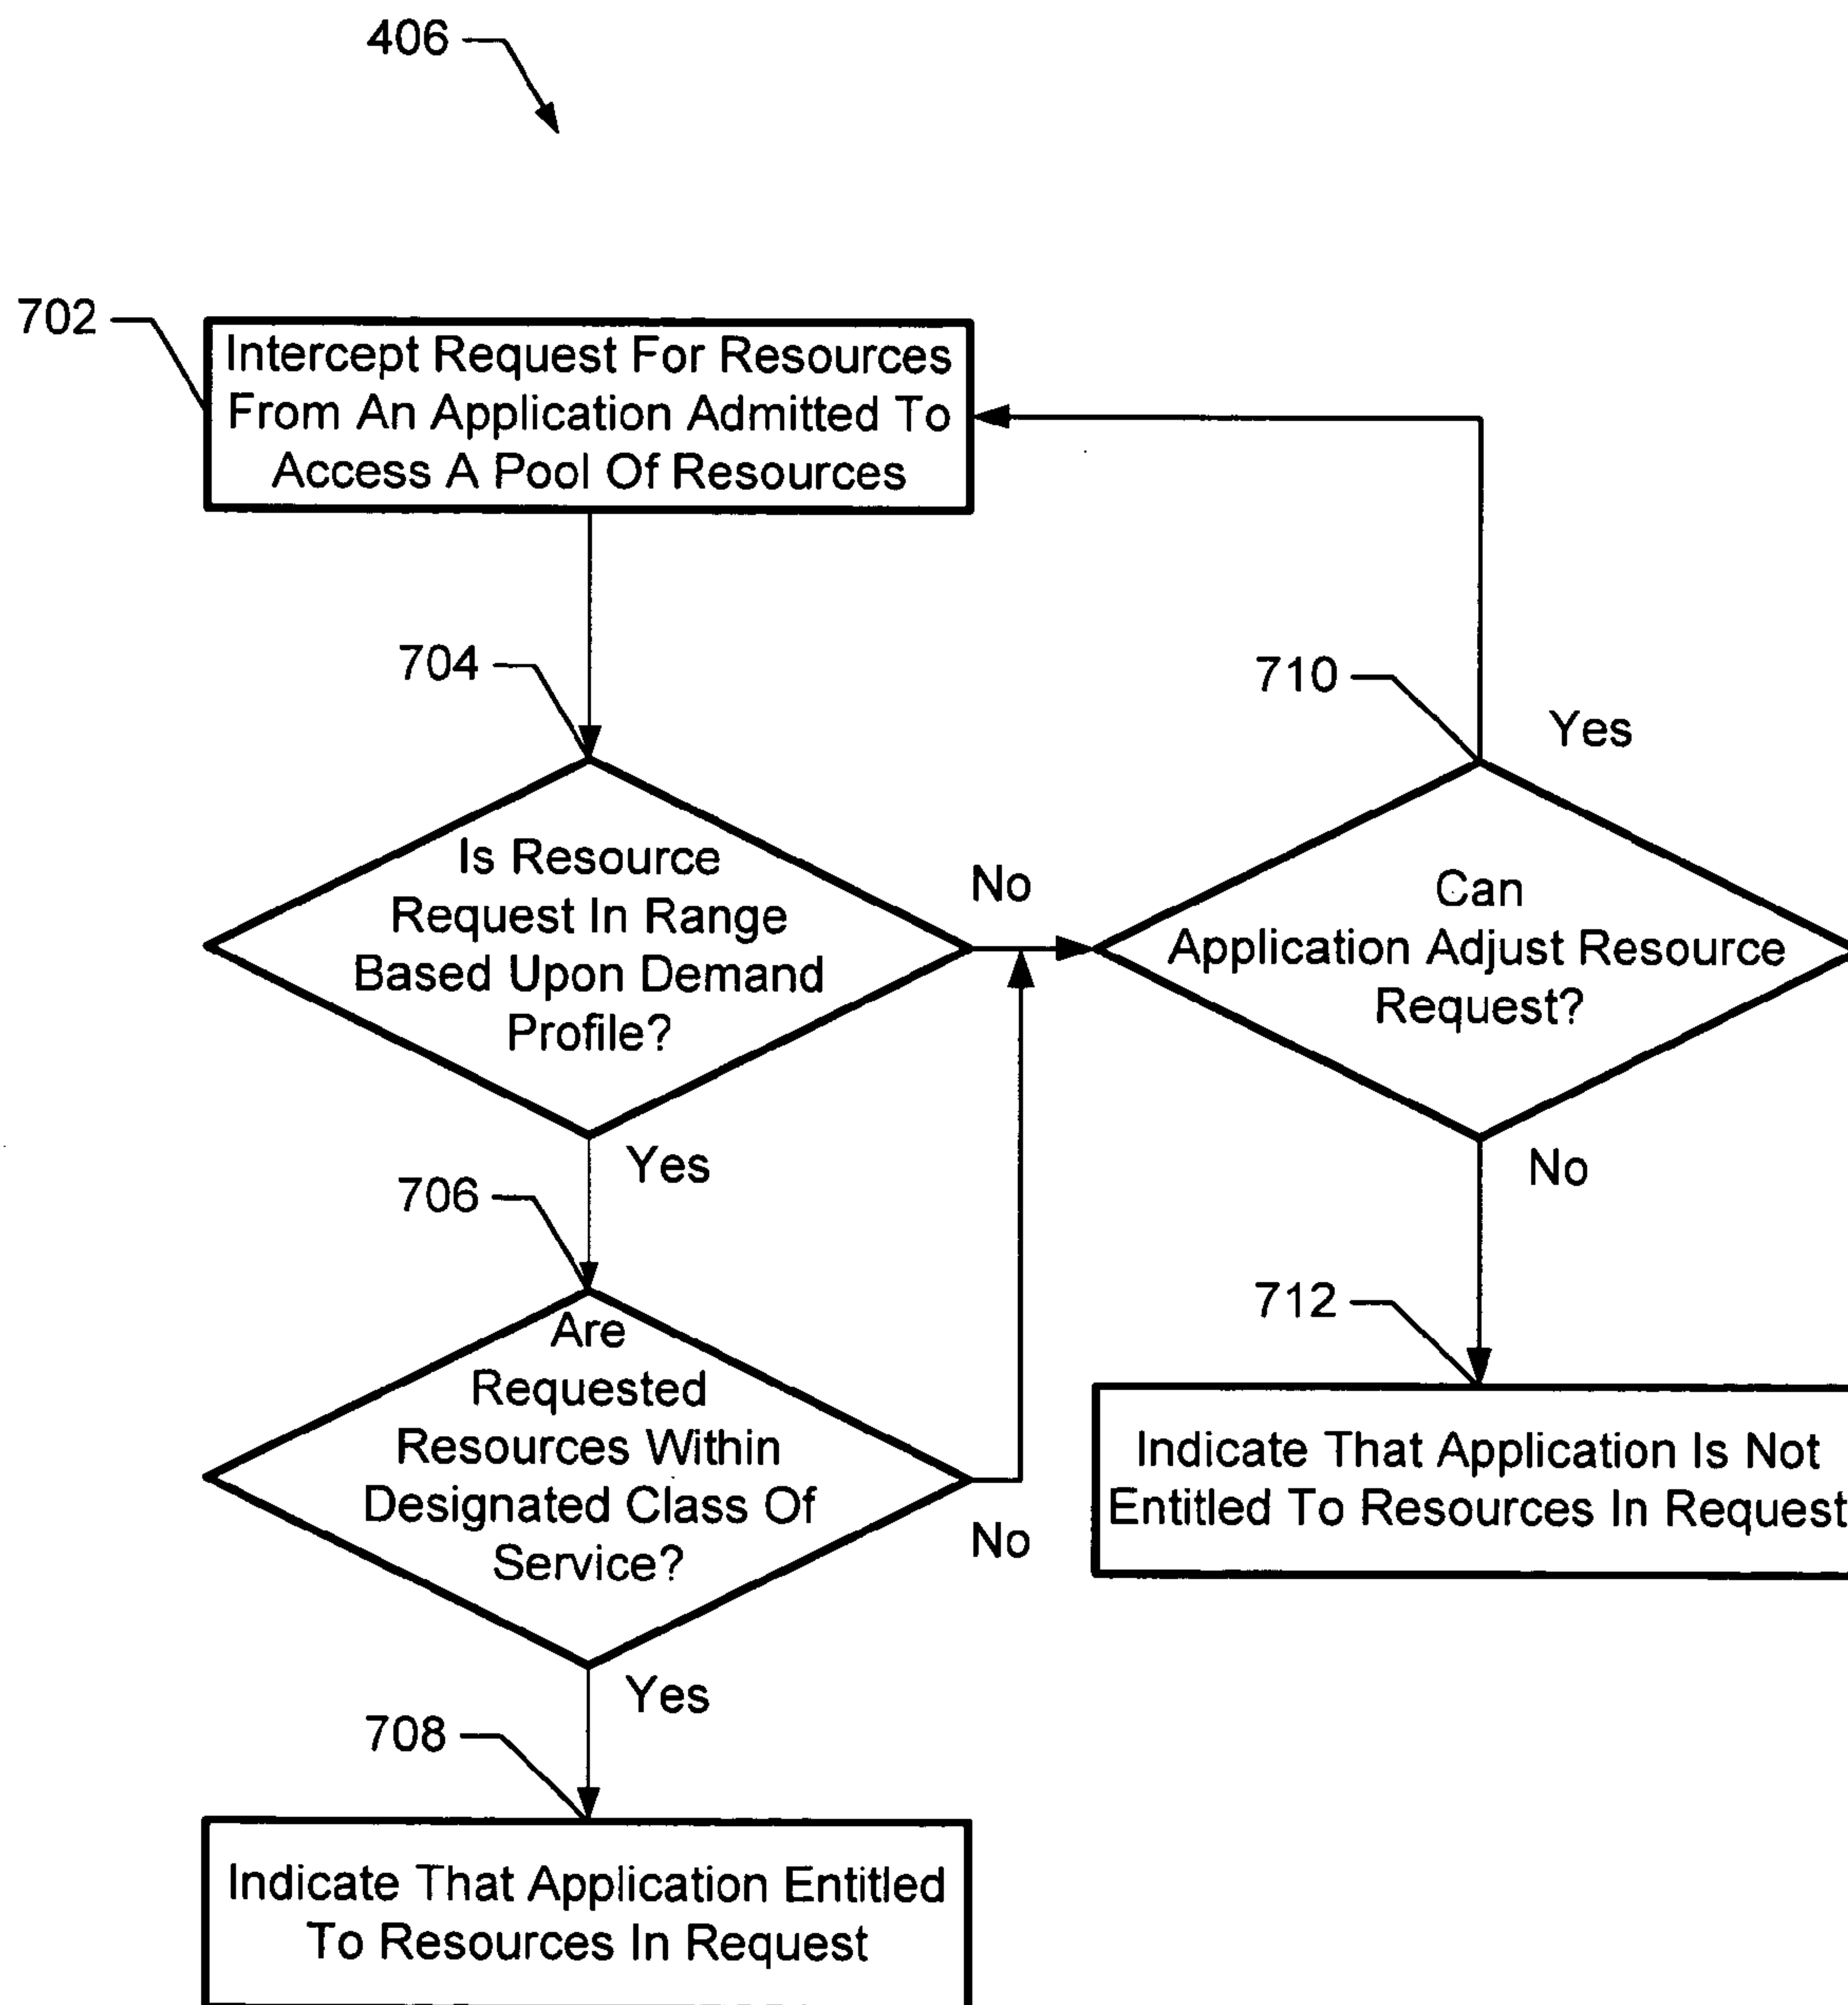 406
702
Intercept Request For Resources
From An Application Admitted To
Access A Pool Of Resources
704
Is Resource
Request In Range
Based Upon Demand
Profile?
No
Yes
710
Yes
Can
Application Adjust Resource
Request?
No
706
Are
Requested
Resources Within
Designated Class Of
Service?
No
Yes
712
Indicate That Application Is Not
Entitled To Resources In Request
708
Indicate That Application Entitled
To Resources In Request